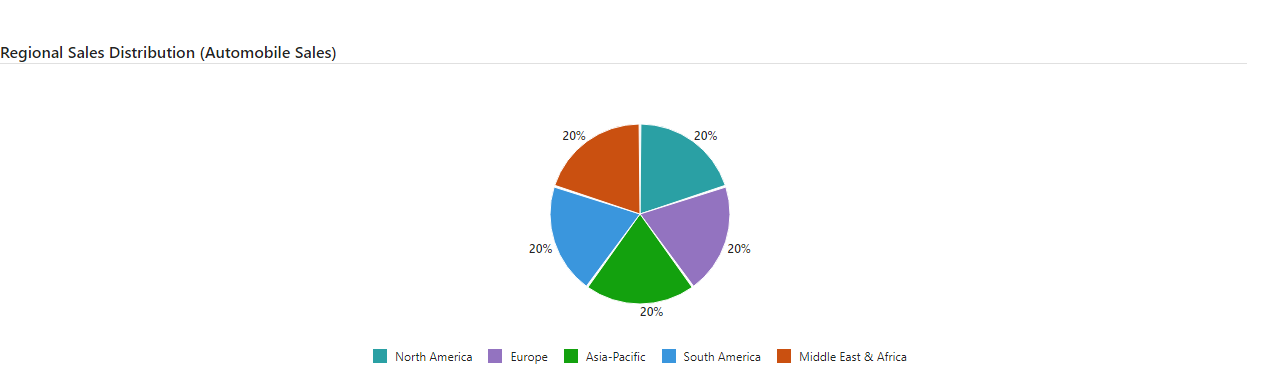 Regional Sales Distribution (Automobile Sales)
20% 20%
20% 20%
20%
North America Europe Asia-Pacific South America Middle East & Africa